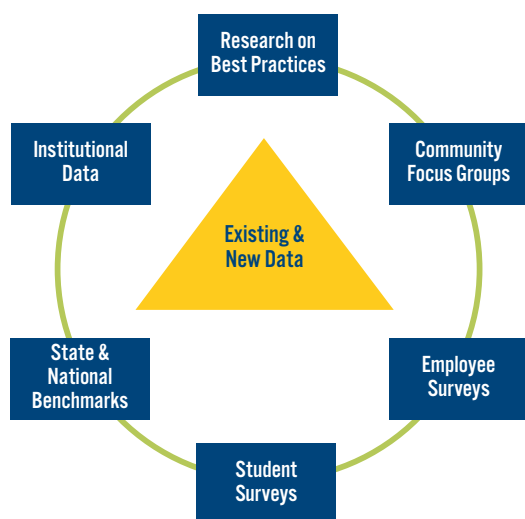 Research on
Best Practices
Institutional
Data
Community
Focus Groups
Existing &
New Data
State &
National
Benchmarks
Employee
Surveys
Student
Surveys